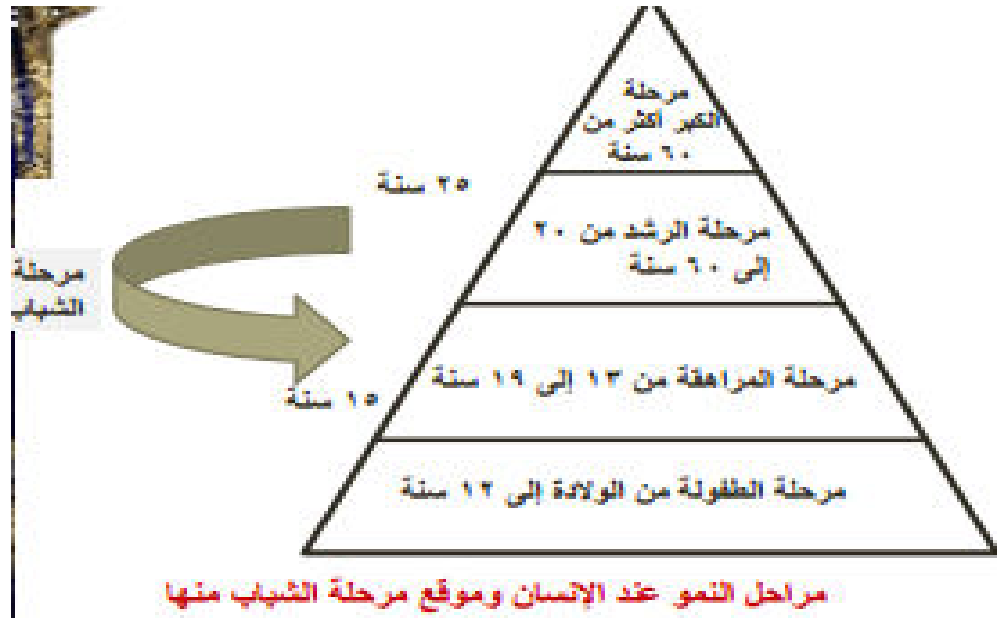 مرحلة
الكبر أكثر من
٦٠ سنة
٢٥ سنة
مرحلة الرشد من ٢٠
إلى ٦٠ سنة
مرحلة
الشباب
مرحلة المراهقة من ١٣ إلى ١٩ سنة
١٥ سنة
مرحلة الطفولة من الولادة إلى ١٢ سنة
مراحل النمو عند الإنسان وموقع مرحلة الشباب منها